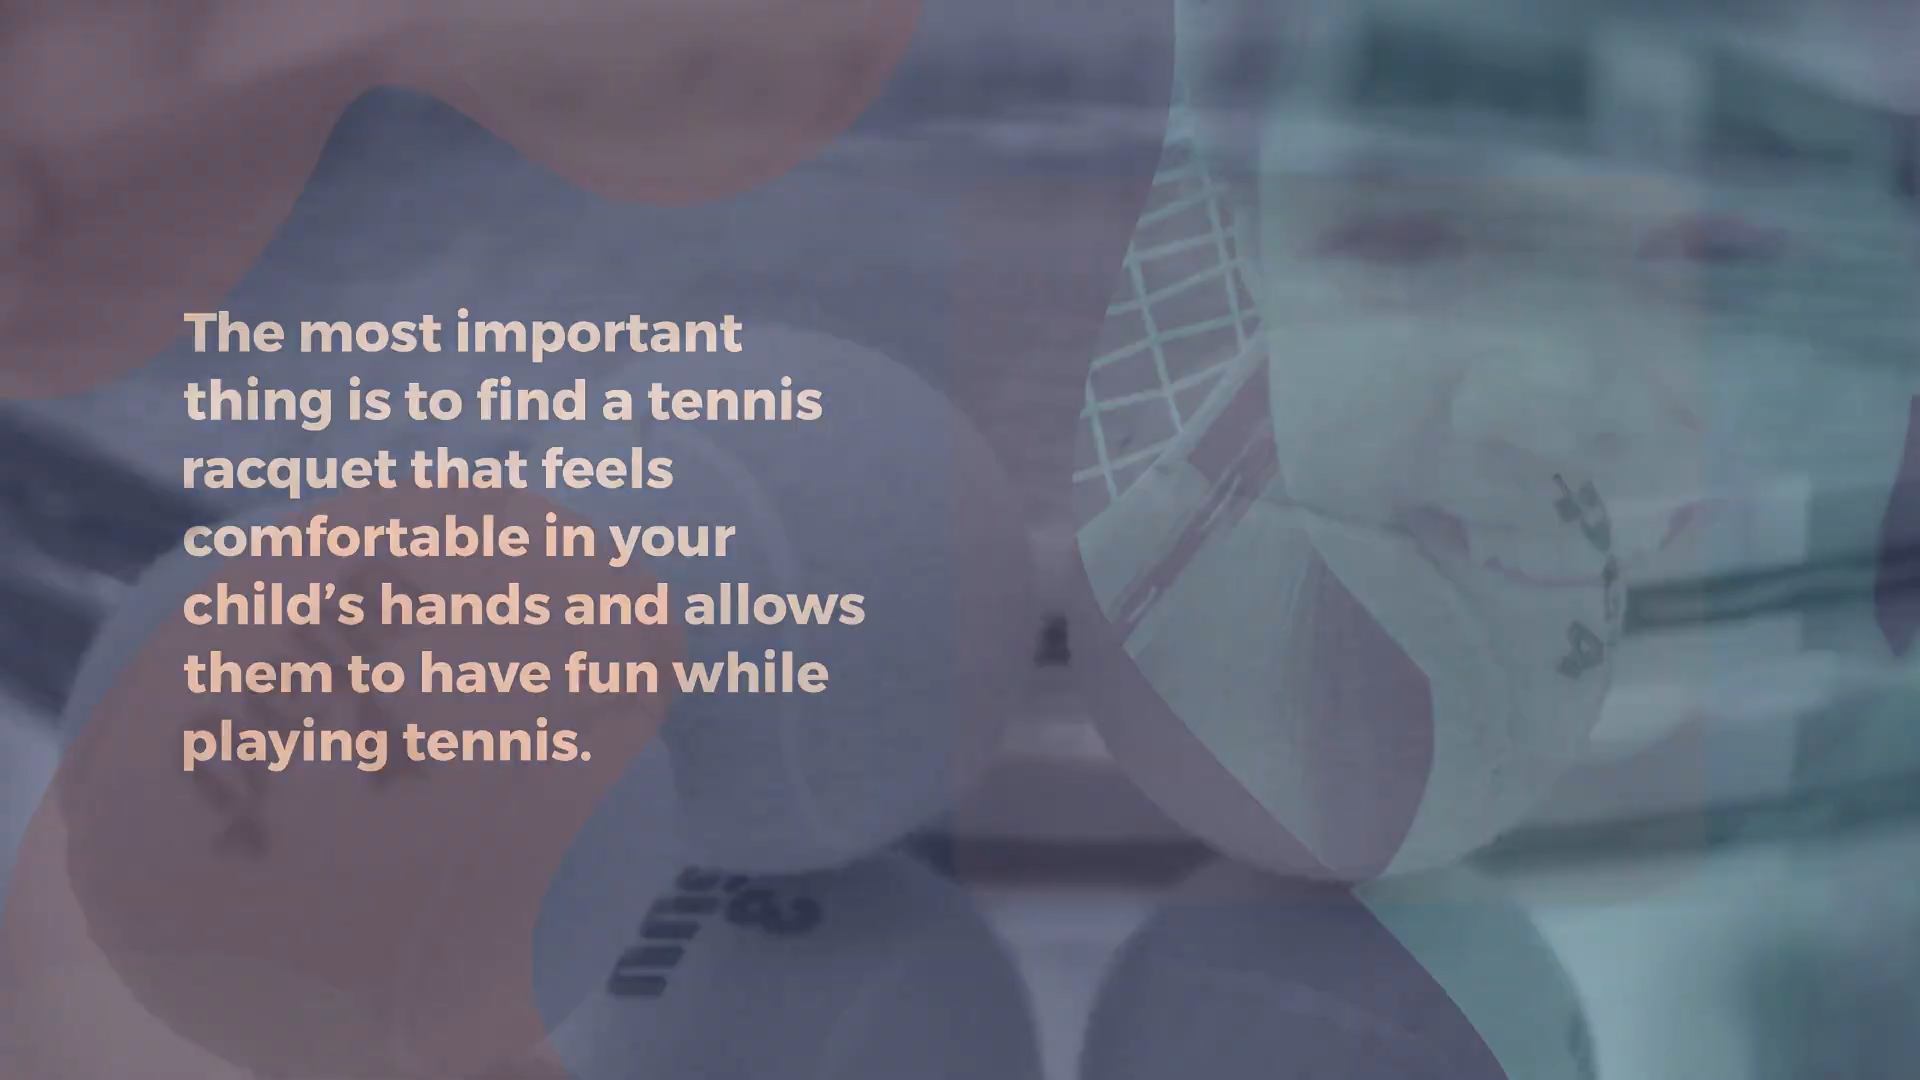 The most important
thing is to find a tennis
racquet that feels
comfortable in your
child’s hands and allows
them to have fun while
playing tennis.